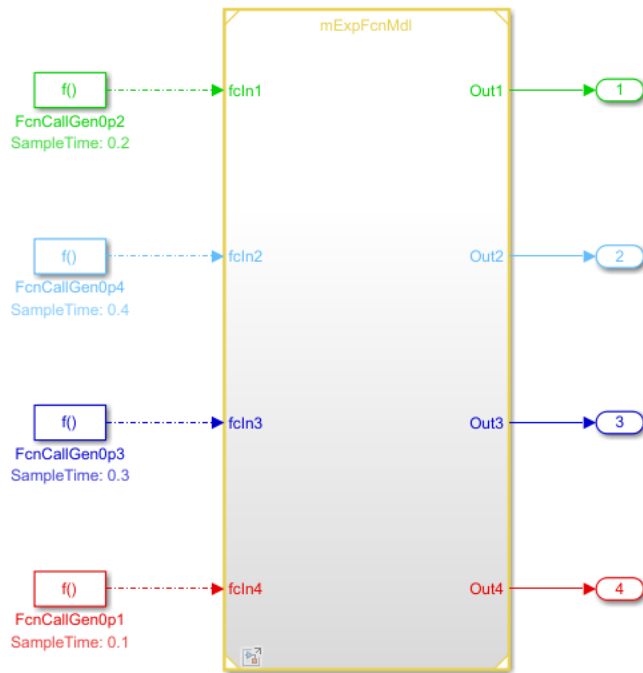 mExpFcnMdl
f()
fcIn1
Out1
1
FcnCallGen0p2
SampleTime: 0.2
f()
fcIn2
Out2
2
FcnCallGen0p4
SampleTime: 0.4
f()
fcIn3
Out3
3
FcnCallGen0p3
SampleTime: 0.3
f()
fcIn4
Out4
4
FcnCallGen0p1
SampleTime: 0.1